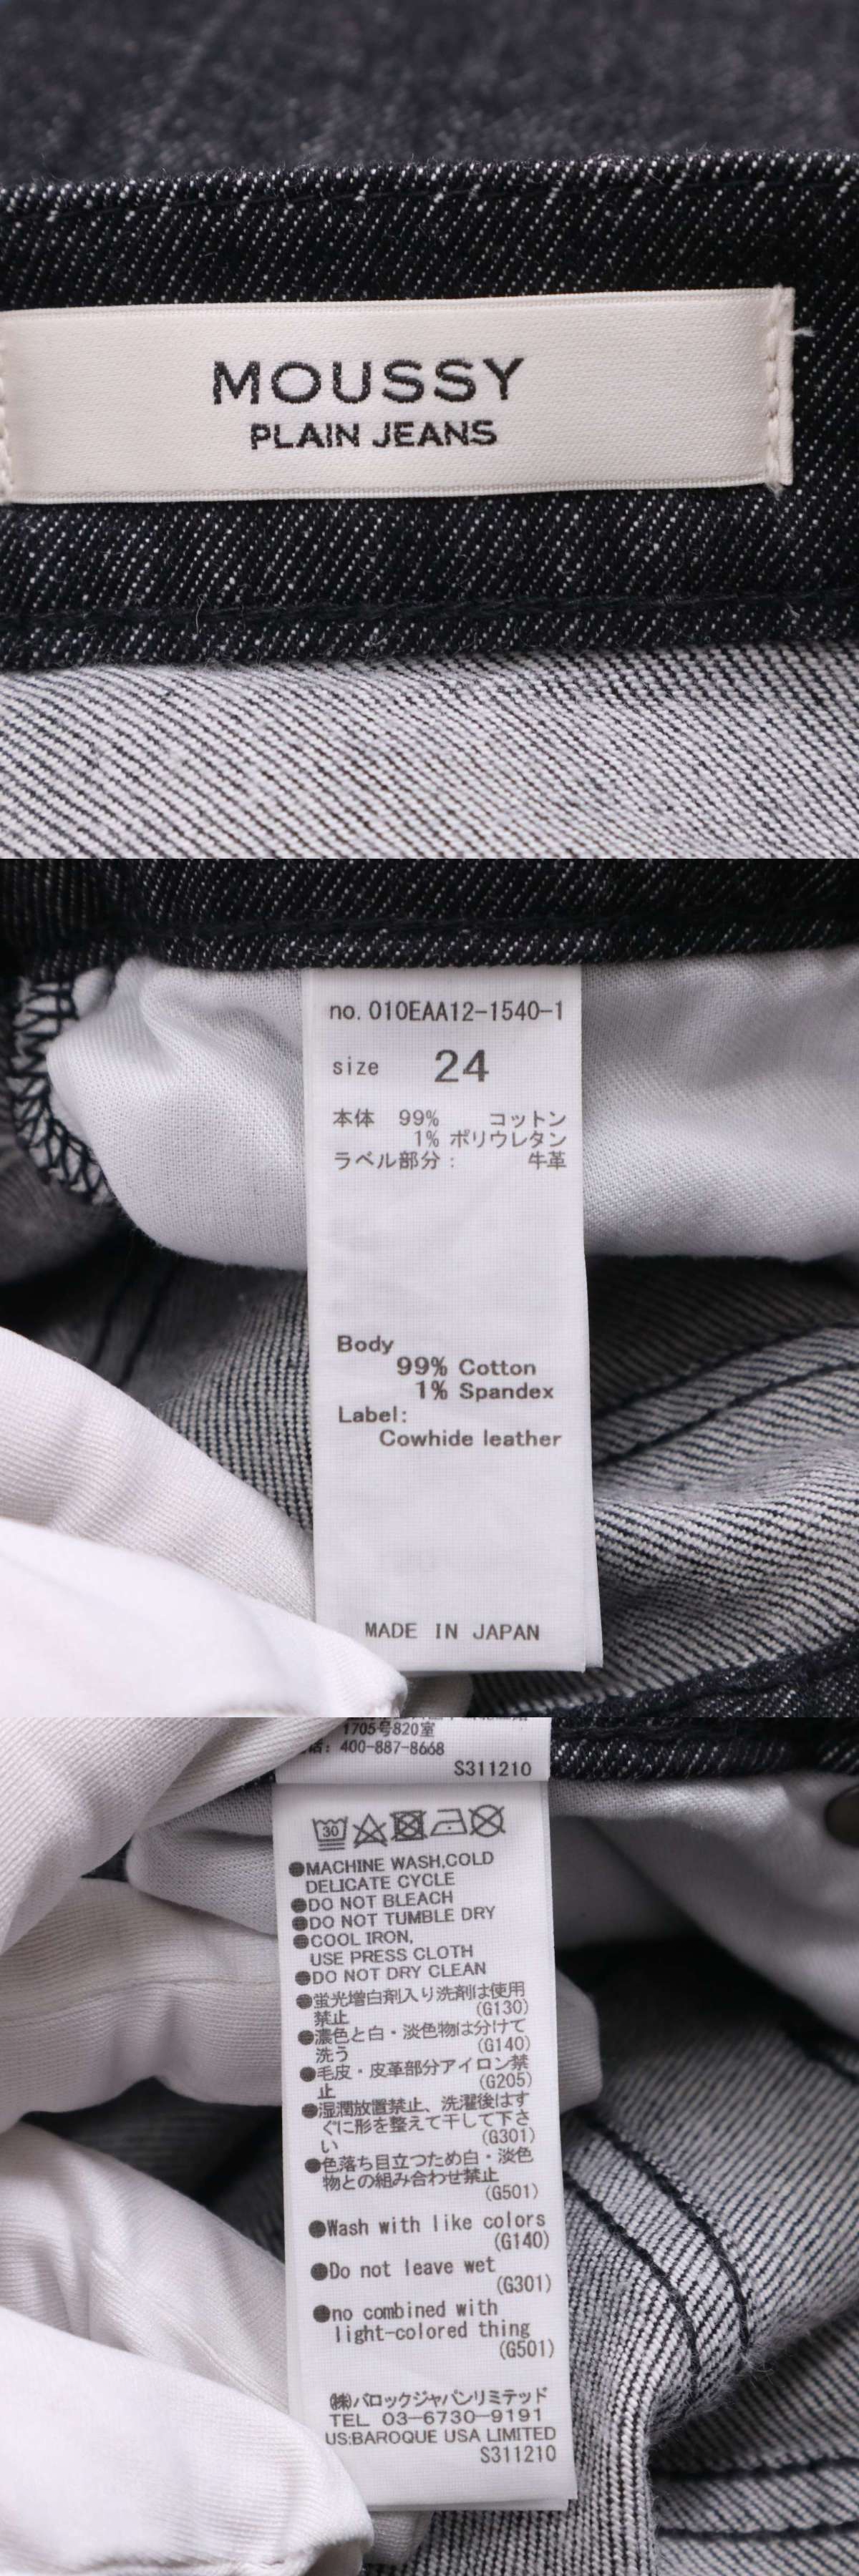 MOUSSY
PLAIN JEANS
no. 010EAA12-1540-1
size 24
本体 99% コットン
1% ポリウレタン
ラベル部分: 牛革
Body
99% Cotton
1% Spandex
Label:
Cowhide leather
MADE IN JAPAN
1705号820室
400-887-8668
S311210
30
●MACHINE WASH,COLD
DELICATE CYCLE
●DO NOT BLEACH
●DO NOT TUMBLE DRY
●COOL IRON,
USE PRESS CLOTH
●DO NOT DRY CLEAN
●蛍光増白剤入り洗剤は使用
禁止 (G130)
●濃色と白・淡色物は分けて
洗う (G140)
●毛皮・皮革部分アイロン禁
止 (G205)
●湿潤放置禁止、洗濯後はす
ぐに形を整えて干して下さ
い (G301)
●色落ち目立つため白・淡色
物との組み合わせ禁止
(G501)
●Wash with like colors
(G140)
●Do not leave wet
(G301)
●no combined with
light-colored thing
(G501)
㈱バロックジャパンリミテッド
TEL 03-6730-9191
US:BAROQUE USA LIMITED
S311210